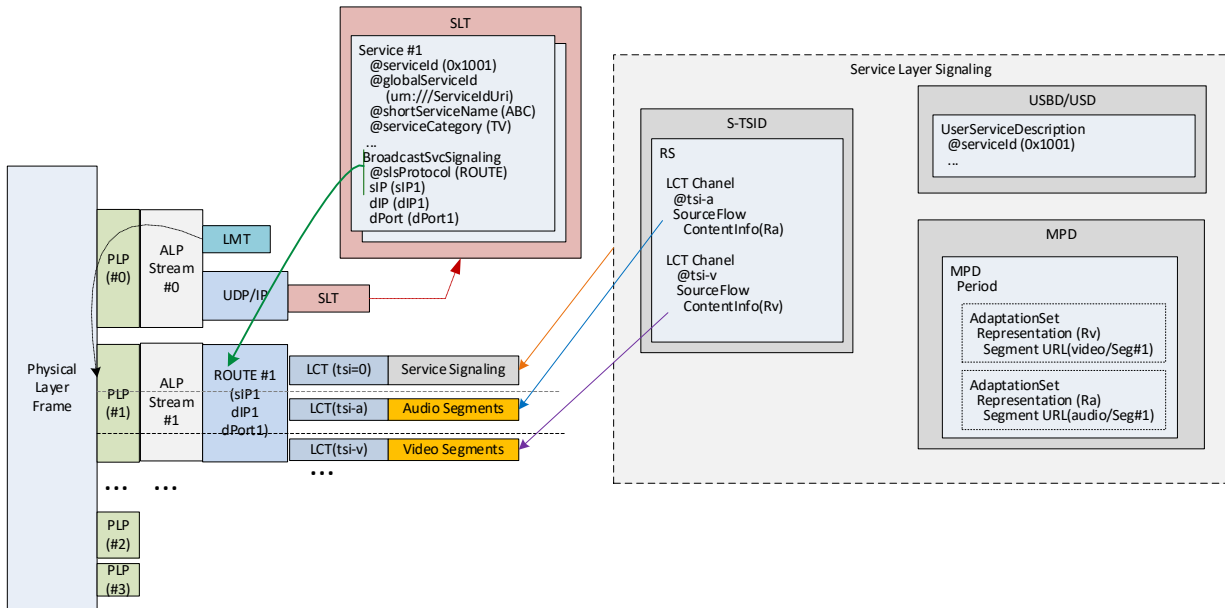 SLT
Service #1
@serviceId (0x1001)
@globalServiceId
(urn:///ServiceIdUri)
@shortServiceName (ABC)
@serviceCategory (TV)
...
BroadcastSvcSignaling
@slsProtocol (ROUTE)
sIP (sIP1)
dIP (dIP1)
dPort (dPort1)
Physical
Layer
Frame
PLP
(#0)
ALP
Stream
#0
LMT
UDP/IP
SLT
PLP
(#1)
ALP
Stream
#1
ROUTE #1
(sIP1
dIP1
dPort1)
LCT (tsi=0)
Service Signaling
LCT(tsi-a)
Audio Segments
LCT(tsi-v)
Video Segments
...
...
...
PLP
(#2)
PLP
(#3)
Service Layer Signaling
S-TSID
RS
LCT Chanel
@tsi-a
SourceFlow
ContentInfo(Ra)
LCT Chanel
@tsi-v
SourceFlow
ContentInfo(Rv)
USBD/USD
UserServiceDescription
@serviceId (0x1001)
...
MPD
MPD
Period
AdaptationSet
Representation (Rv)
Segment URL(video/Seg#1)
AdaptationSet
Representation (Ra)
Segment URL(audio/Seg#1)